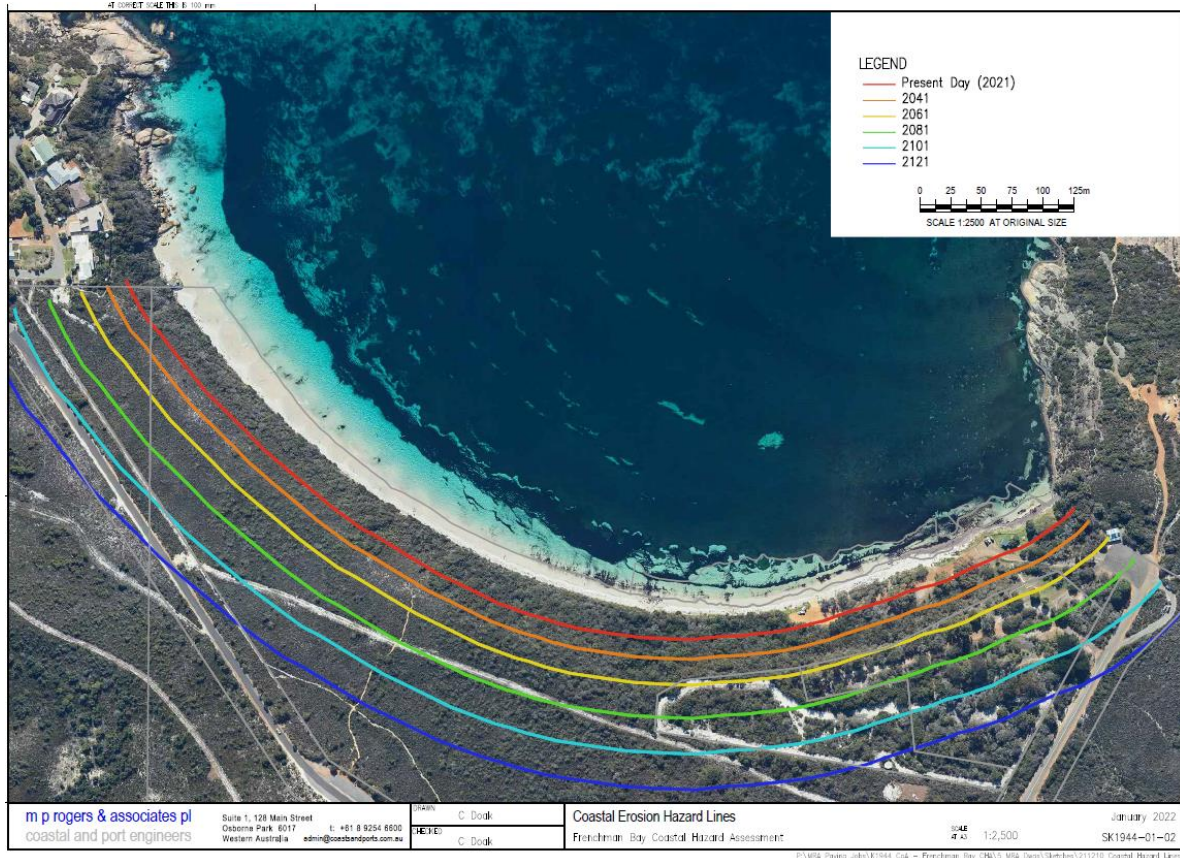 AT CORRECT SCALE THIS IS 100 mm
LEGEND
Present Day (2021)
2041
2061
2081
2101
2121
0 25 50 75 100 125m
SCALE 1:2500 AT ORIGINAL SIZE
m p rogers & associates pl
coastal and port engineers
Suite 1, 128 Main Street
Osborne Park 6017 t: +61 8 9254 6600
Western Australia admin@coastsandports.com.au
DRAWN
C Doak
CHECKED
C Doak
Coastal Erosion Hazard Lines
Frenchman Bay Coastal Hazard Assessment
SCALE
AT A3
1:2,500
January 2022
SK1944-01-02